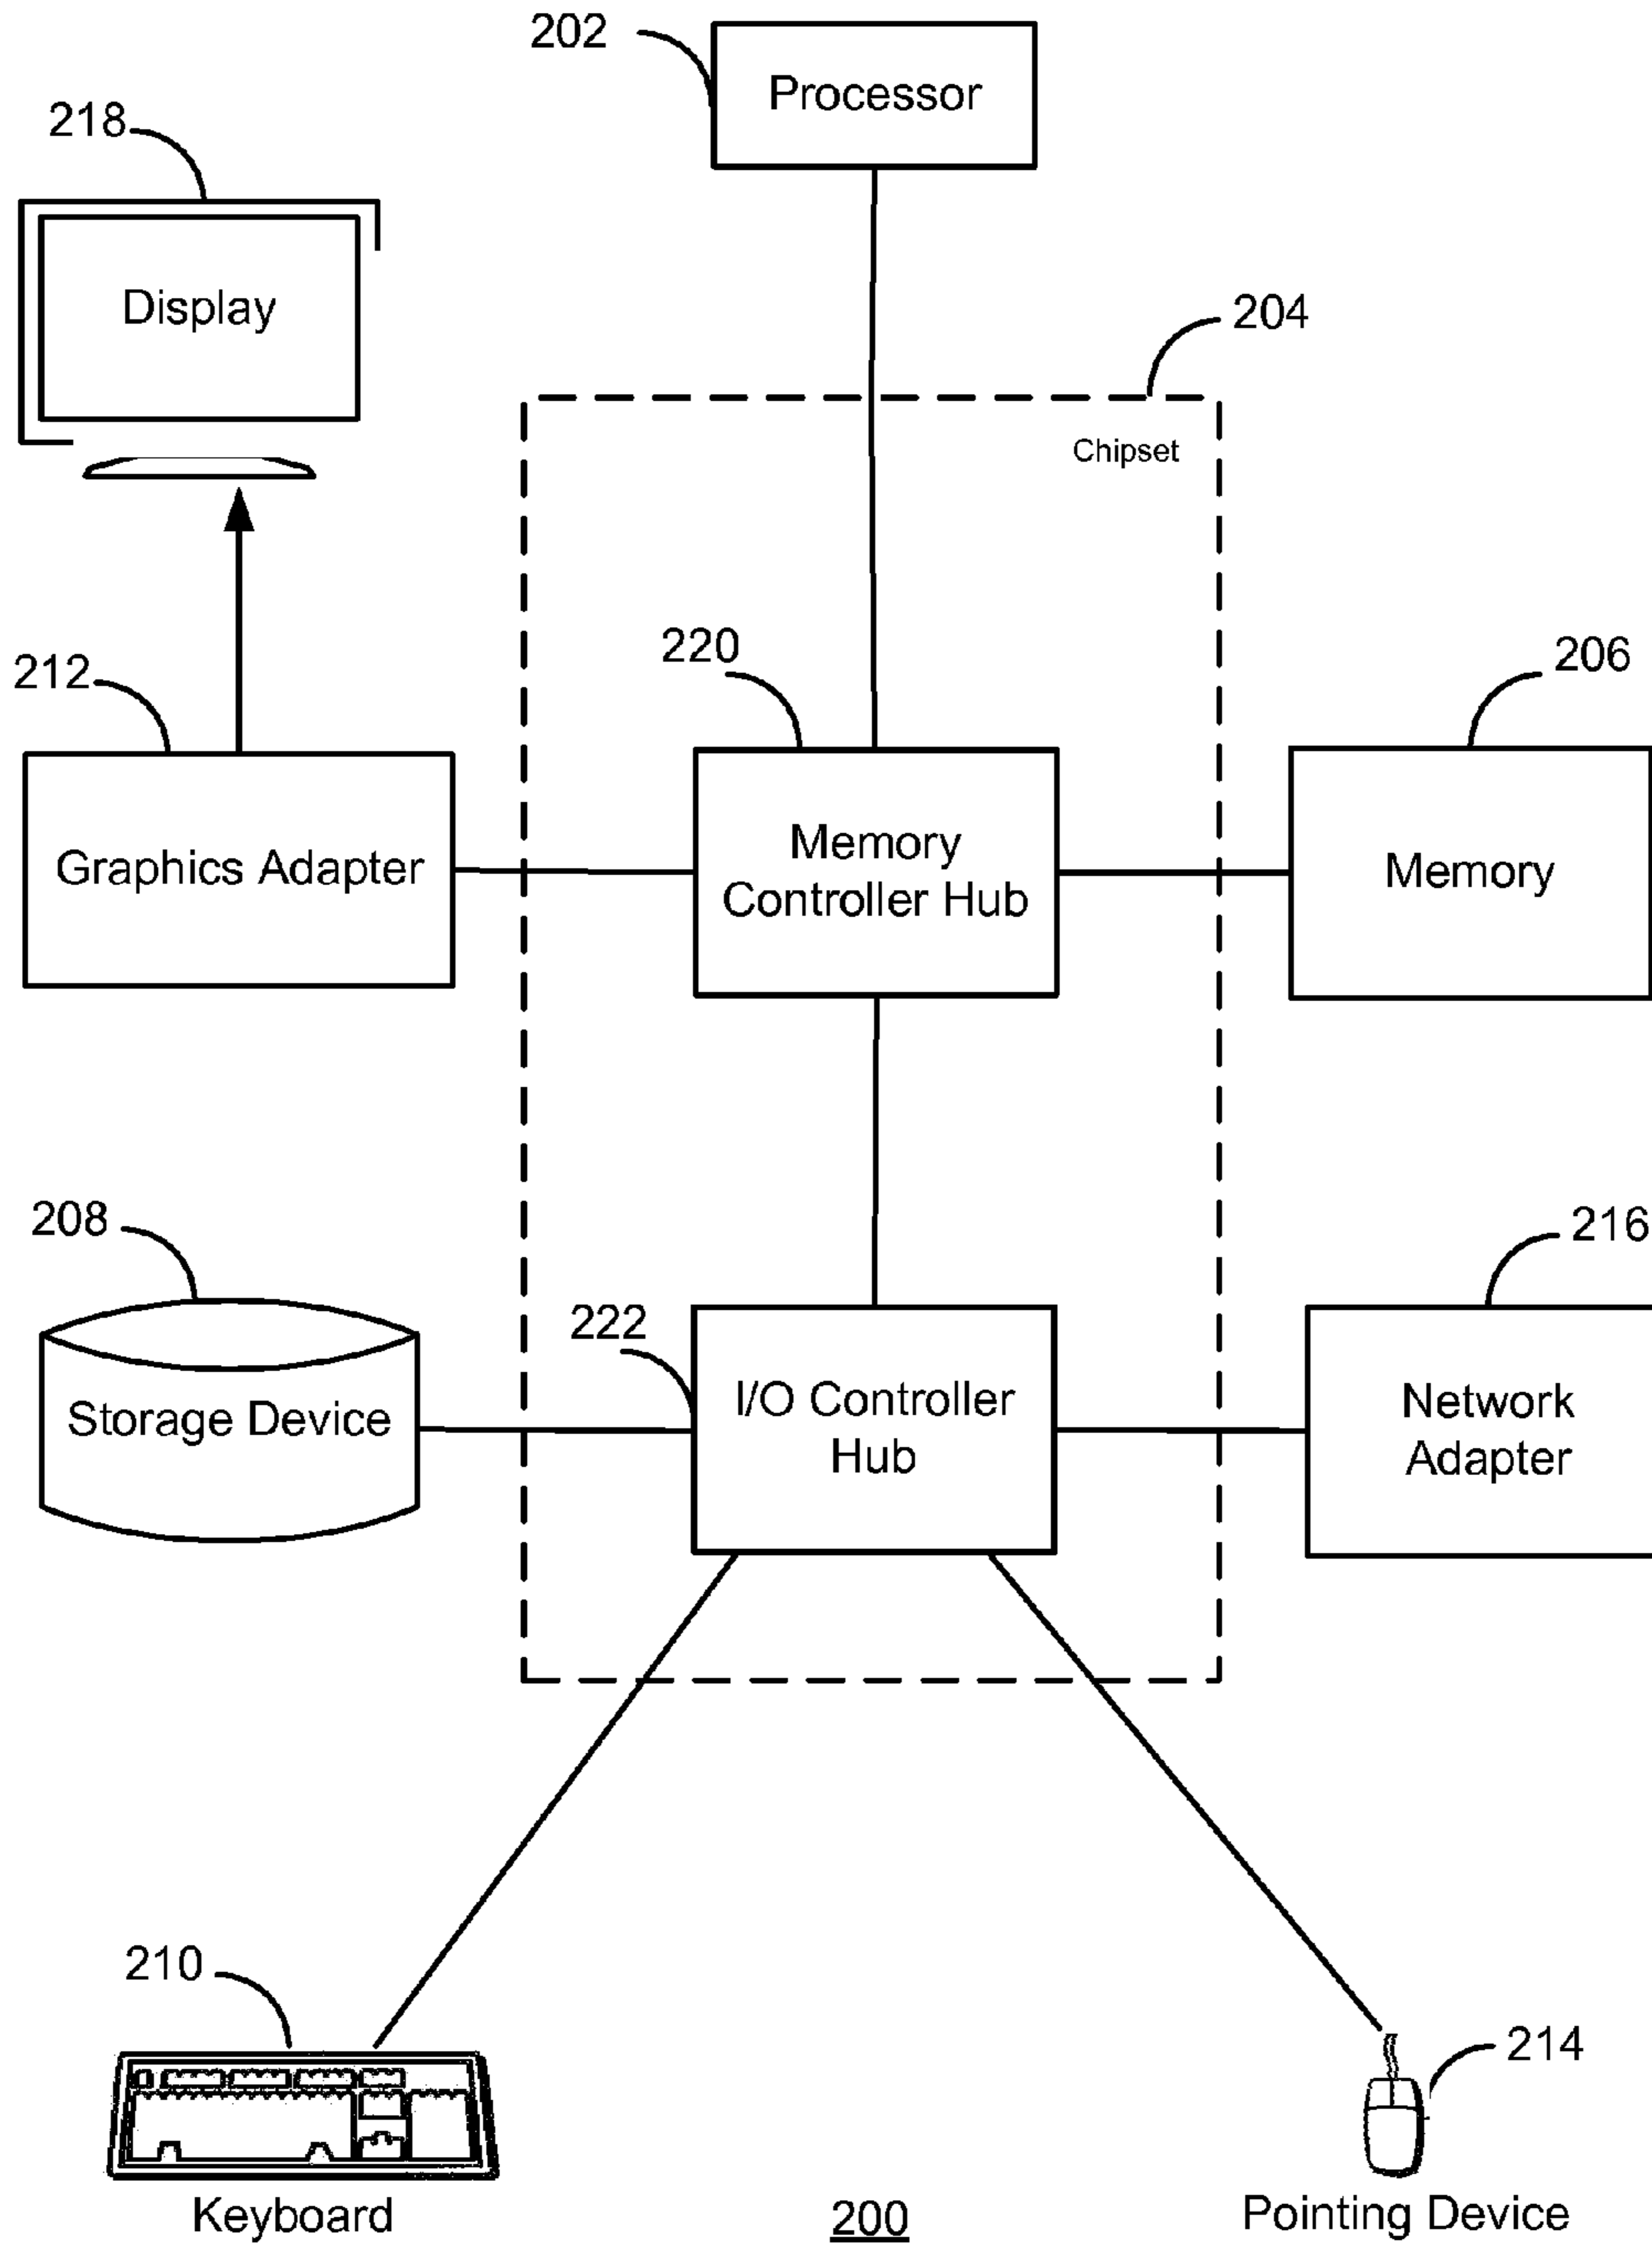 202
Processor
218
Display
204
Chipset
212
220
206
Graphics Adapter
Memory
Controller Hub
Memory
208
216
222
Storage Device
I/O Controller
Hub
Network
Adapter
210
214
Keyboard
200
Pointing Device